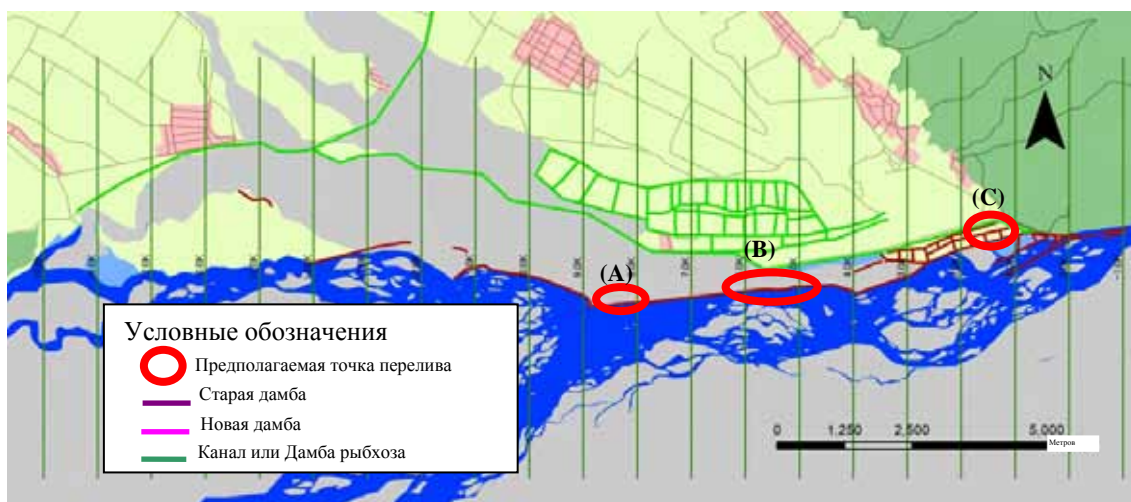 N
(C)
(B)
(A)
Условные обозначения
Предполагаемая точка перелива
Старая дамба
Новая дамба
Канал или Дамба рыбхоза
0 1,250 2,500 5,000
Метров